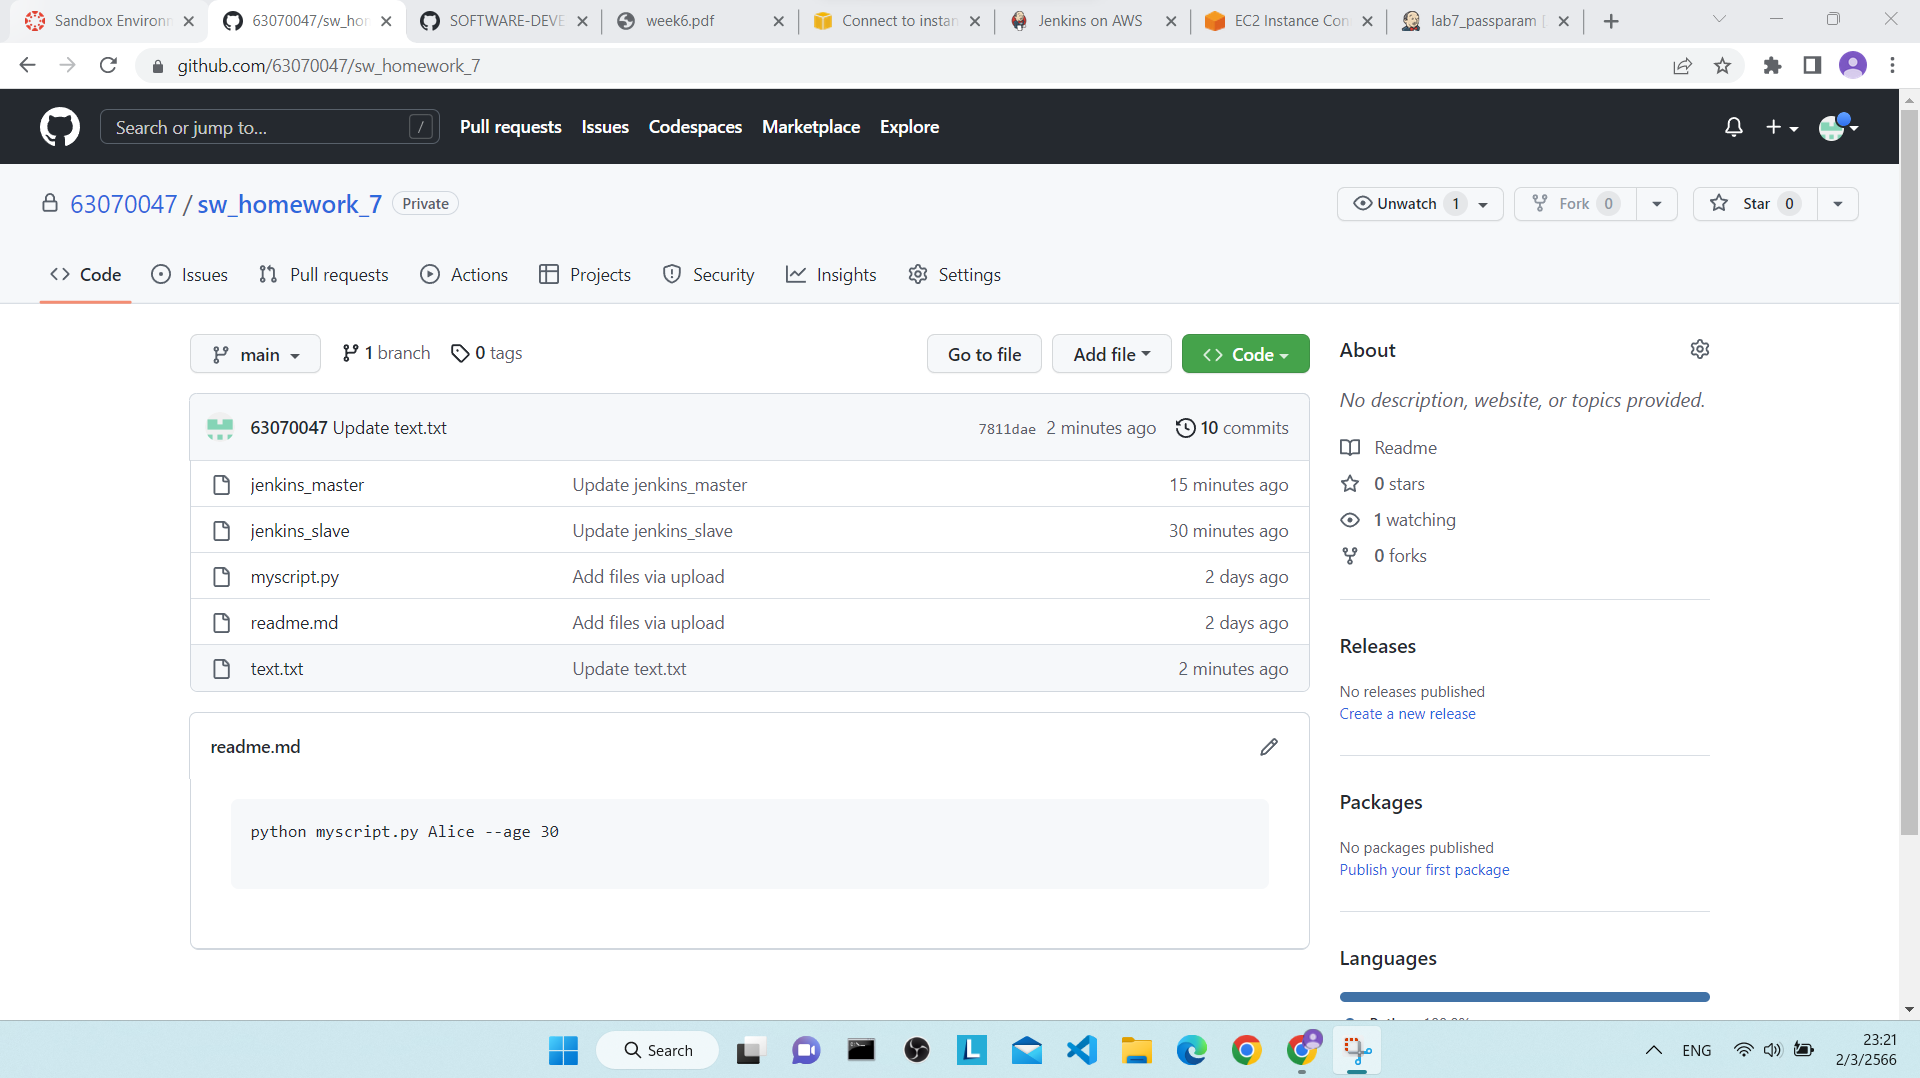 Sandbox Environ
63070047/sw_ho
SOFTWARE-DEVE
week6.pdf
Connect to instan
Jenkins on AWS
EC2 Instance Con
lab7_passparam [
github.com/63070047/sw_homework_7
Search or jump to...
/
Pull requests
Issues
Codespaces
Marketplace
Explore
63070047 / sw_homework_7
Private
Unwatch 1
Fork 0
Star 0
Code
Issues
Pull requests
Actions
Projects
Security
Insights
Settings
main
1 branch
0 tags
Go to file
Add file
Code
63070047 Update text.txt
7811dae 2 minutes ago
10 commits
jenkins_master
Update jenkins_master
15 minutes ago
jenkins_slave
Update jenkins_slave
30 minutes ago
myscript.py
Add files via upload
2 days ago
readme.md
Add files via upload
2 days ago
text.txt
Update text.txt
2 minutes ago
readme.md
python myscript.py Alice --age 30
About
No description, website, or topics provided.
Readme
0 stars
1 watching
0 forks
Releases
No releases published
Create a new release
Packages
No packages published
Publish your first package
Languages
Search
ENG
23:21
2/3/2566